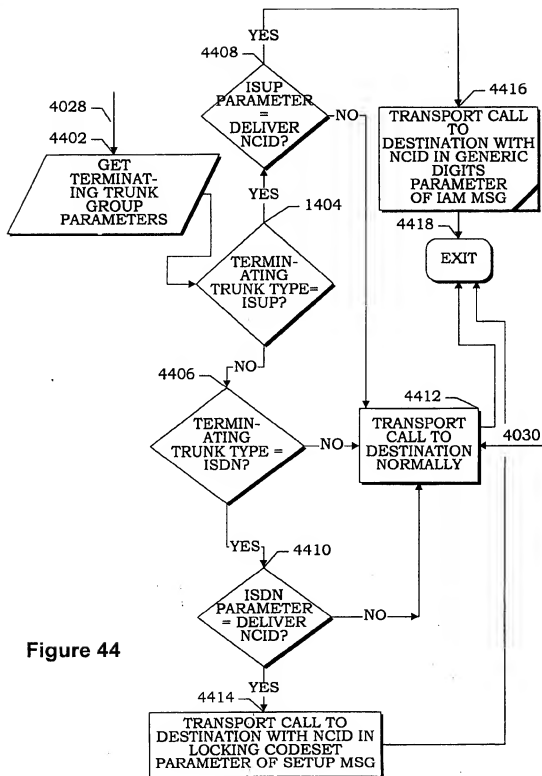 YES
4408
ISUP
PARAMETER
= DELIVER
NCID?
NO
4416
TRANSPORT CALL
TO
DESTINATION WITH
NCID IN GENERIC
DIGITS
PARAMETER
OF IAM MSG
4028
4402
GET
TERMINAT-
ING TRUNK
GROUP
PARAMETERS
YES
1404
TERMIN-
ATING
TRUNK TYPE=
ISUP?
4418
EXIT
NO
4406
TERMIN-
ATING
TRUNK TYPE =
ISDN?
NO
4412
TRANSPORT
CALL TO
DESTINATION
NORMALLY
4030
YES
4410
ISDN
PARAMETER
= DELIVER
NCID?
NO
Figure 44
YES
4414
TRANSPORT CALL TO
DESTINATION WITH NCID IN
LOCKING CODESET
PARAMETER OF SETUP MSG